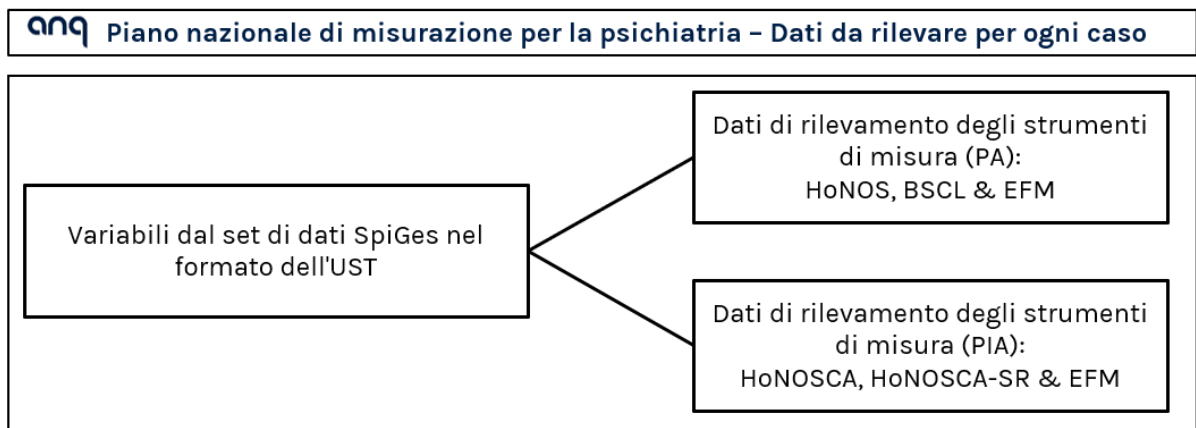 anq Piano nazionale di misurazione per la psichiatria – Dati da rilevare per ogni caso
Variabili dal set di dati SpiGes nel
formato dell'UST
Dati di rilevamento degli strumenti
di misura (PA):
HoNOS, BSCL & EFM
Dati di rilevamento degli strumenti
di misura (PIA):
HoNOSCA, HoNOSCA-SR & EFM